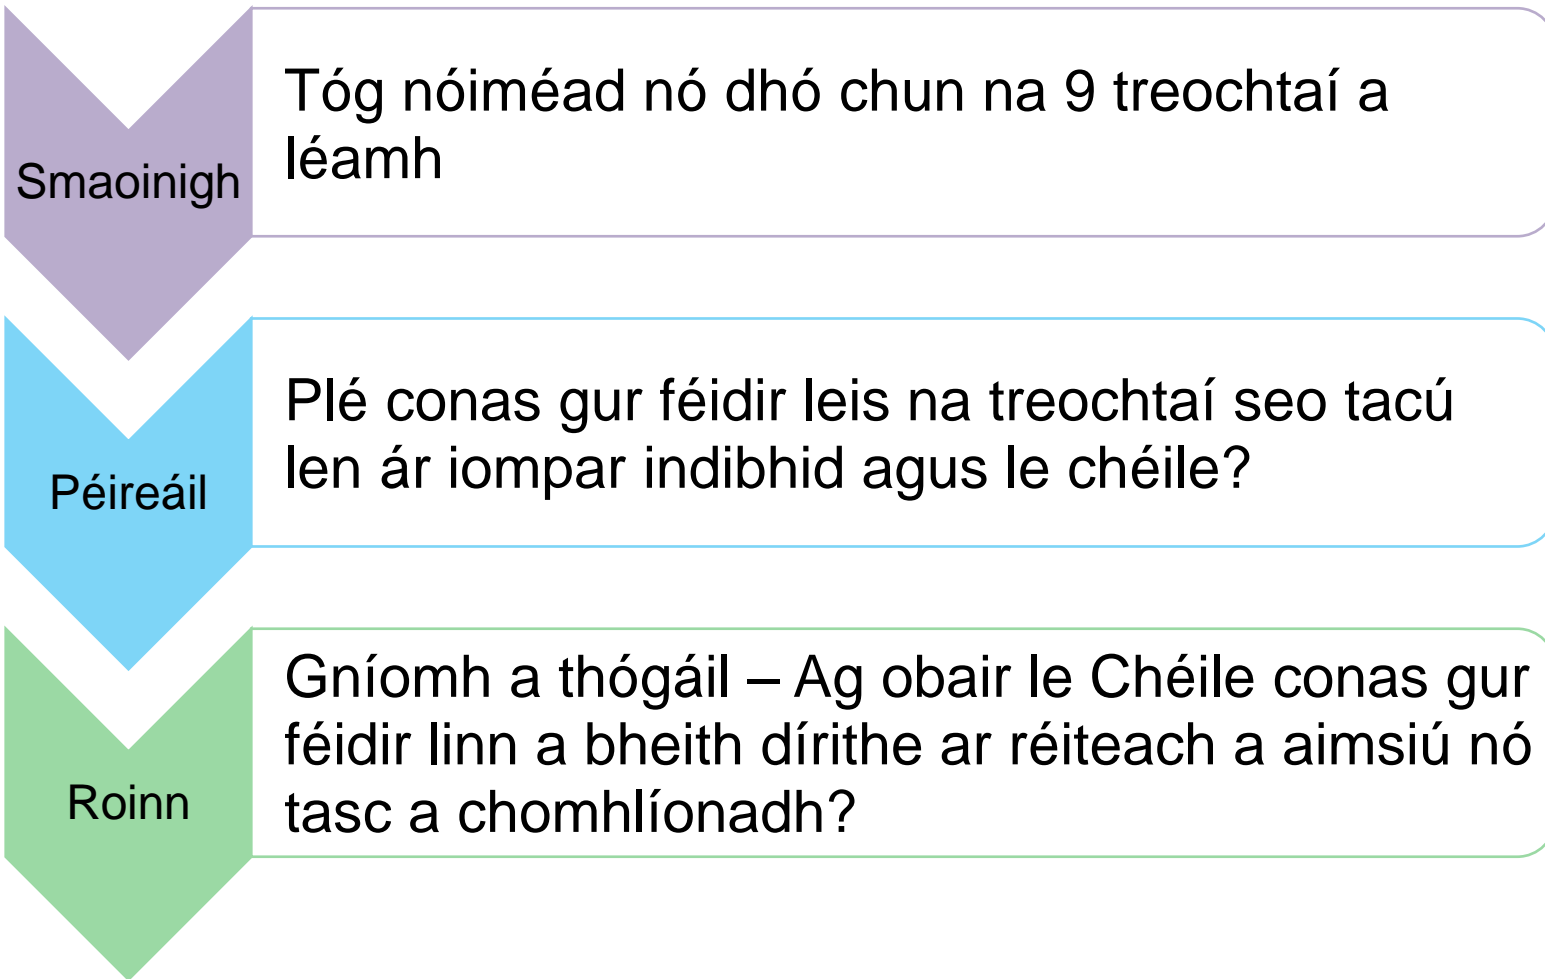 Smaoinigh
Tóg nóiméad nó dhó chun na 9 treochtaí a
léamh
Péireáil
Plé conas gur féidir leis na treochtaí seo tacú
len ár iompar indibhid agus le chéile?
Roinn
Gníomh a thógáil – Ag obair le Chéile conas gur
féidir linn a bheith dírithe ar réiteach a aimsiú nó
tasc a chomhlíonadh?